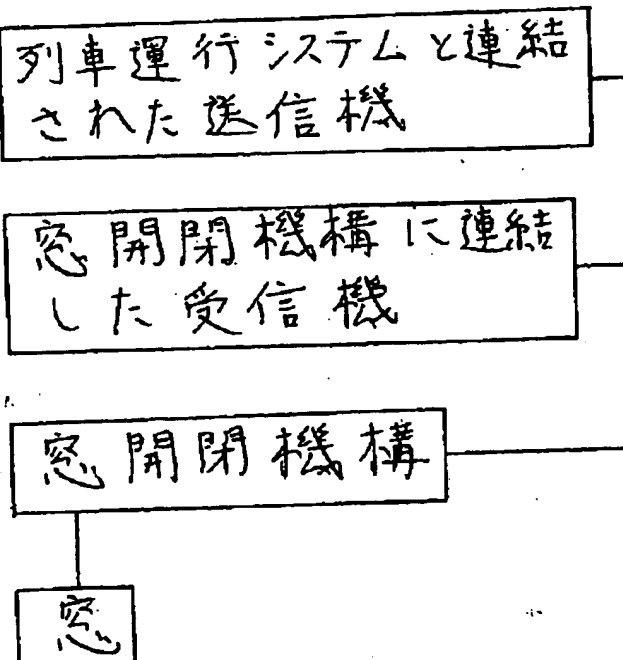 列車運行システムと連結
された送信機
窓開閉機構に連結
した受信機
窓開閉機構
窓